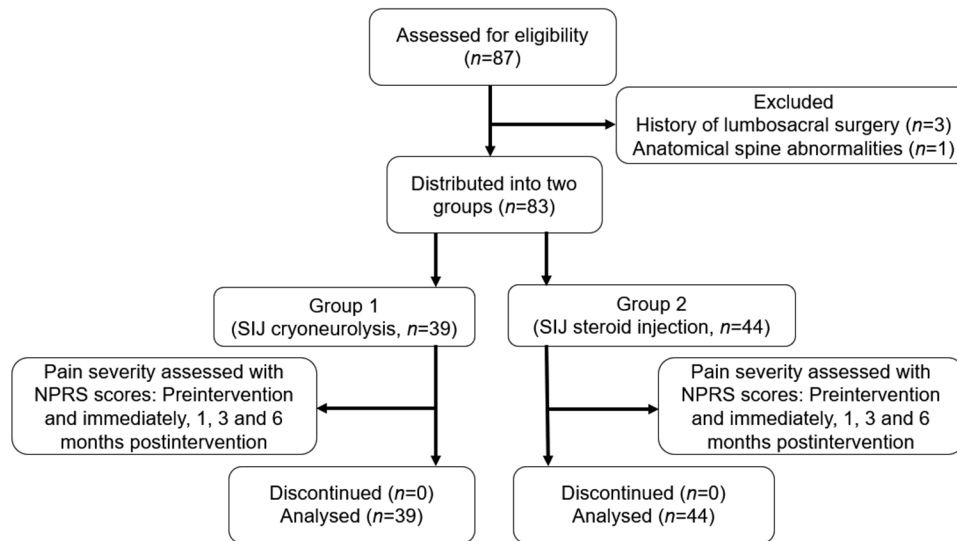 Assessed for eligibility
(n=87)
Excluded
History of lumbosacral surgery (n=3)
Anatomical spine abnormalities (n=1)
Distributed into two
groups (n=83)
Group 1
(SIJ cryoneurolysis, n=39)
Group 2
(SIJ steroid injection, n=44)
Pain severity assessed with
NPRS scores: Preintervention
and immediately, 1, 3 and 6
months postintervention
Pain severity assessed with
NPRS scores: Preintervention
and immediately, 1, 3 and 6
months postintervention
Discontinued (n=0)
Analysed (n=39)
Discontinued (n=0)
Analysed (n=44)